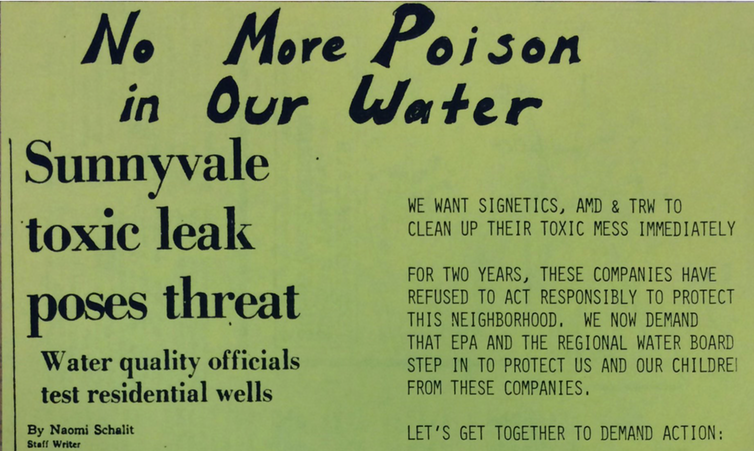 No More Poison
in Our Water
Sunnyvale
toxic leak
poses threat
Water quality officials
test residential wells
By Naomi Schalit
Staff Writer
WE WANT SIGNETICS, AMD & TRW TO
CLEAN UP THEIR TOXIC MESS IMMEDIATELY
FOR TWO YEARS, THESE COMPANIES HAVE
REFUSED TO ACT RESPONSIBLY TO PROTECT
THIS NEIGHBORHOOD. WE NOW DEMAND
THAT EPA AND THE REGIONAL WATER BOARD
STEP IN TO PROTECT US AND OUR CHILDRE
FROM THESE COMPANIES.
LET'S GET TOGETHER TO DEMAND ACTION: